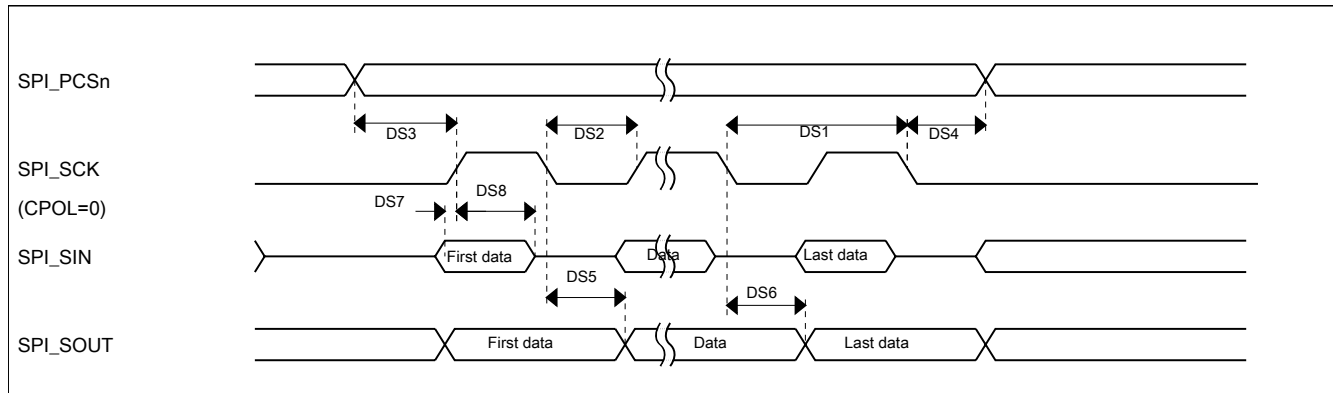 SPI_PCSn
DS3
DS2
DS1
DS4
SPI_SCK
(CPOL=0)
DS7
DS8
SPI_SIN
First data
Data
Last data
DS5
DS6
SPI_SOUT
First data
Data
Last data